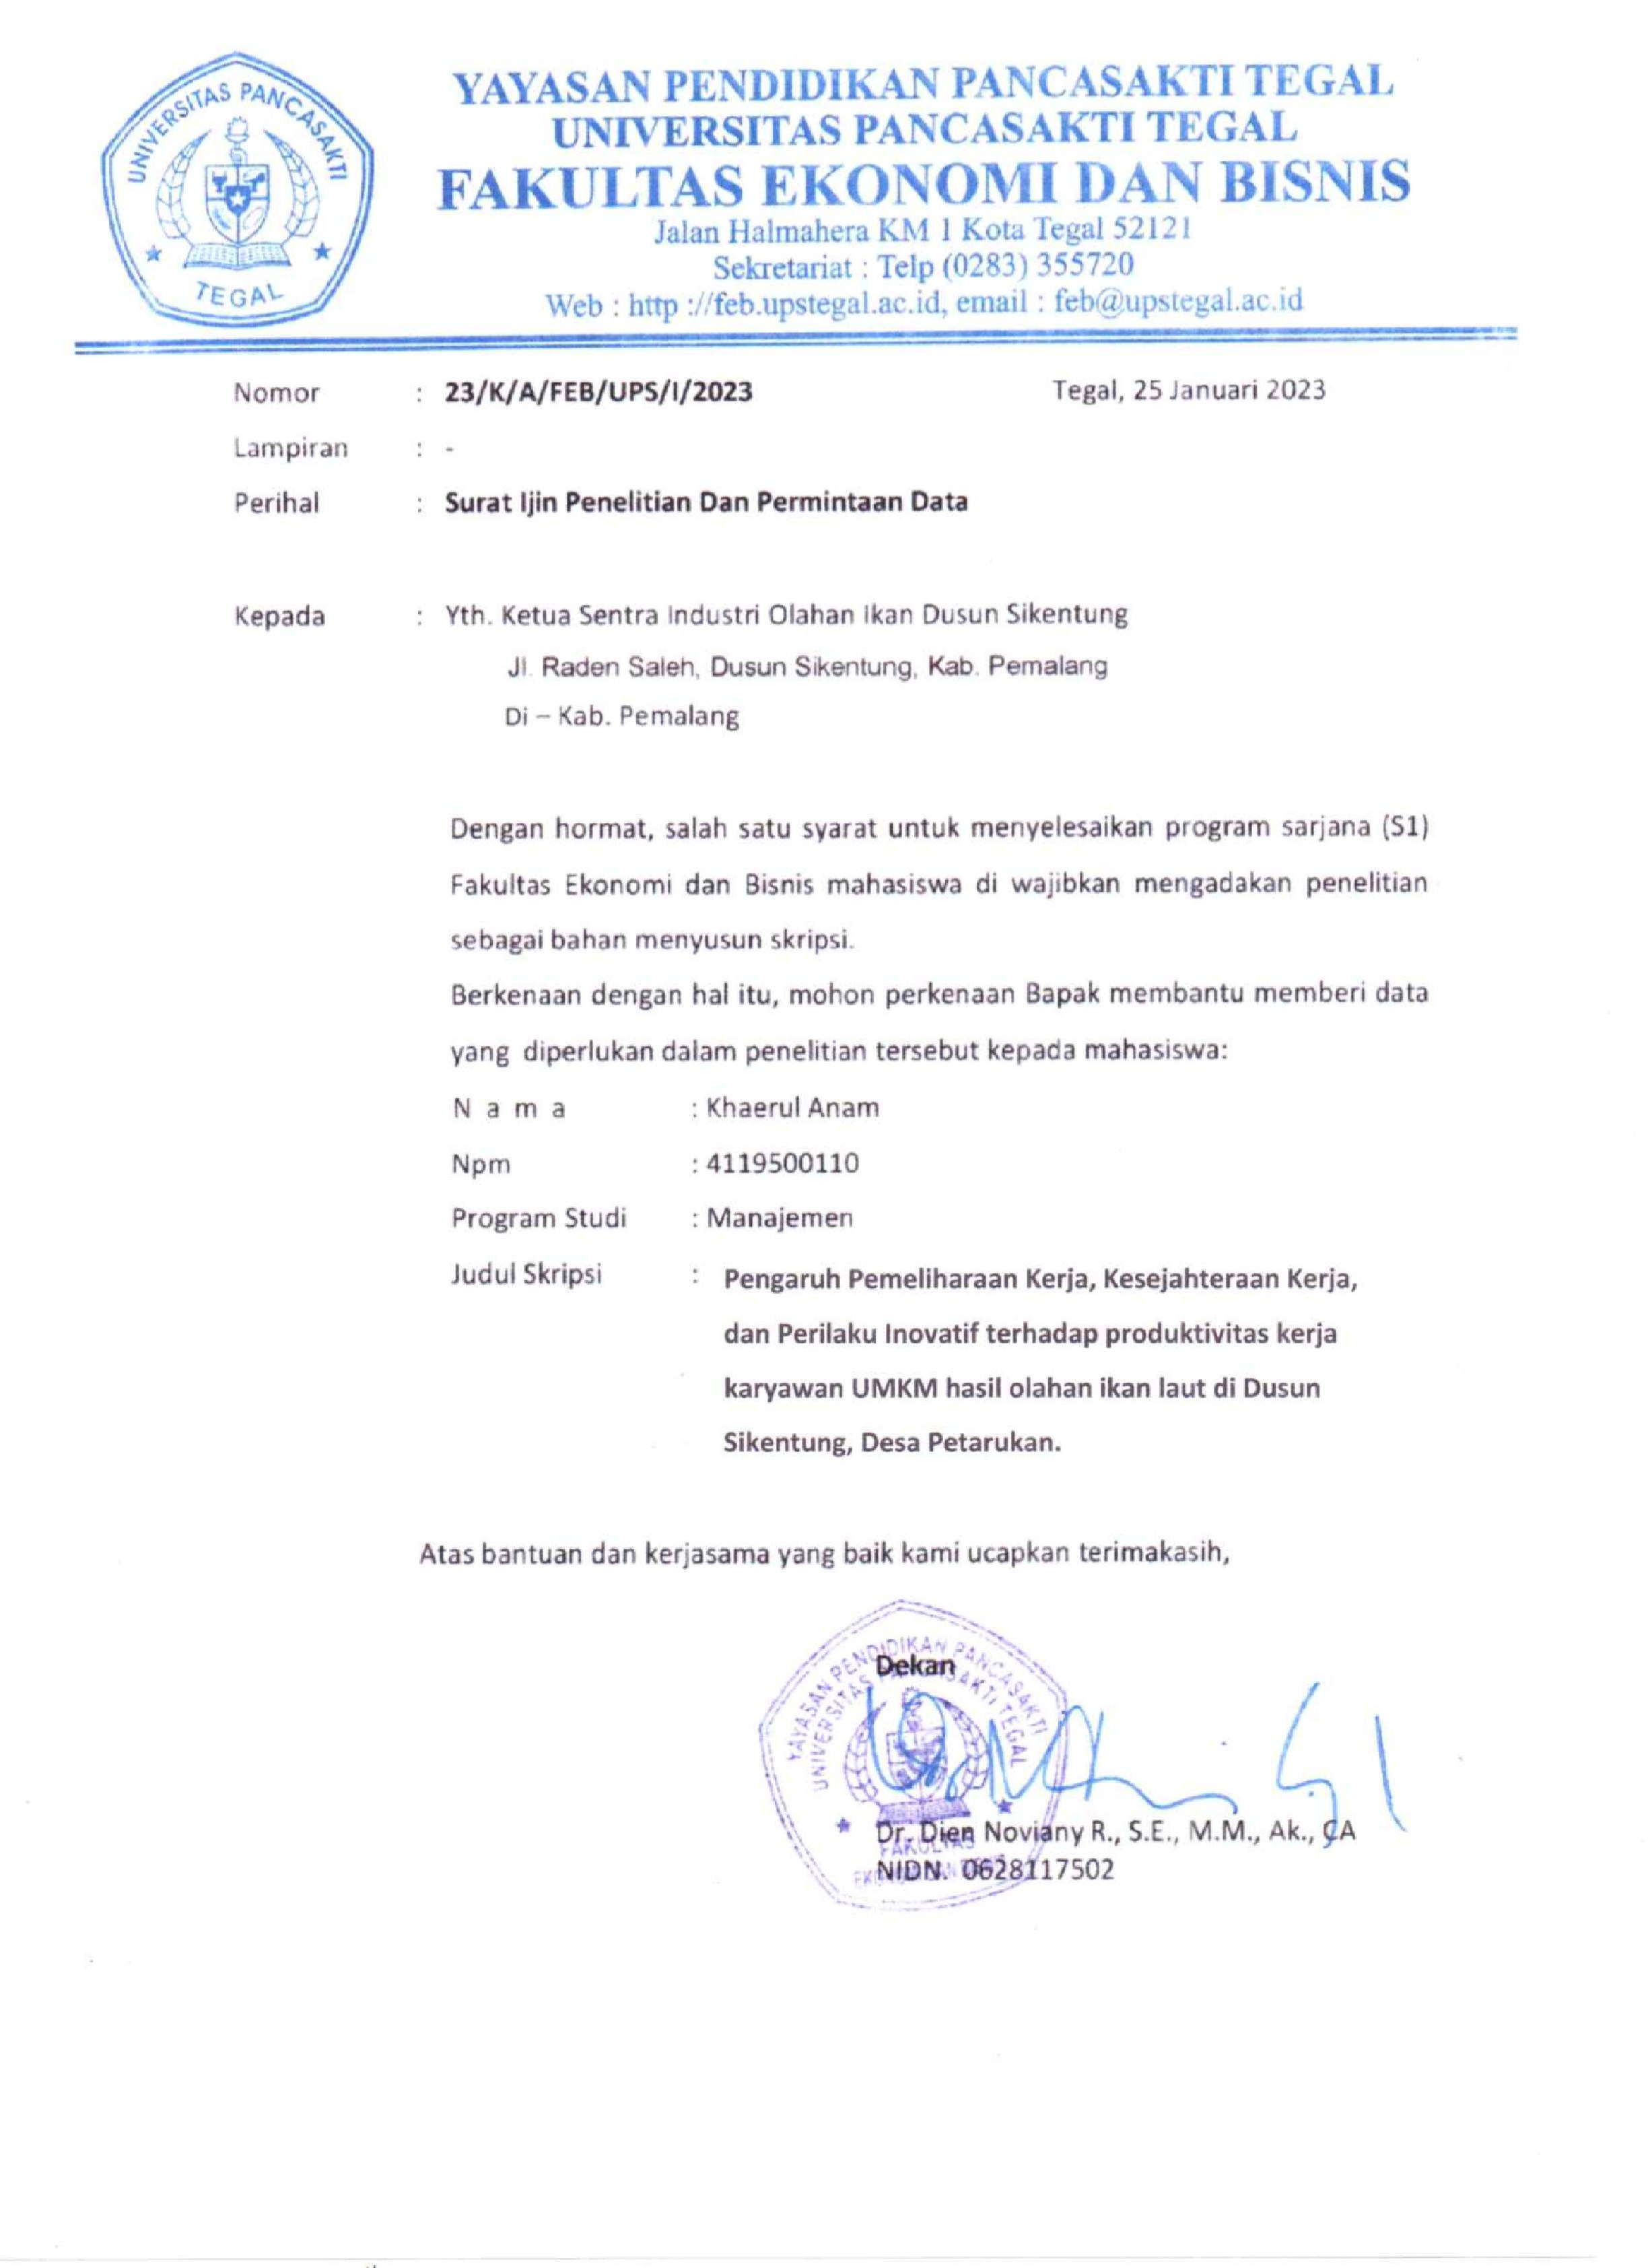 UNIVERSITAS PANCASAKTI
TEGAL
YAYASAN PENDIDIKAN PANCASAKTI TEGAL
UNIVERSITAS PANCASAKTI TEGAL
FAKULTAS EKONOMI DAN BISNIS
Jalan Halmahera KM 1 Kota Tegal 52121
Sekretariat : Telp (0283) 355720
Web : http ://feb.upstegal.ac.id, email : feb@upstegal.ac.id
Nomor : 23/K/A/FEB/UPS/I/2023 Tegal, 25 Januari 2023
Lampiran : -
Perihal : Surat Ijin Penelitian Dan Permintaan Data
Kepada : Yth. Ketua Sentra Industri Olahan Ikan Dusun Sikentung
Jl. Raden Saleh, Dusun Sikentung, Kab. Pemalang
Di – Kab. Pemalang
Dengan hormat, salah satu syarat untuk menyelesaikan program sarjana (S1)
Fakultas Ekonomi dan Bisnis mahasiswa di wajibkan mengadakan penelitian
sebagai bahan menyusun skripsi.
Berkenaan dengan hal itu, mohon perkenaan Bapak membantu memberi data
yang diperlukan dalam penelitian tersebut kepada mahasiswa:
N a m a : Khaerul Anam
Npm : 4119500110
Program Studi : Manajemen
Judul Skripsi : Pengaruh Pemeliharaan Kerja, Kesejahteraan Kerja,
dan Perilaku Inovatif terhadap produktivitas kerja
karyawan UMKM hasil olahan ikan laut di Dusun
Sikentung, Desa Petarukan.
Atas bantuan dan kerjasama yang baik kami ucapkan terimakasih,
YAYASAN PENDIDIKAN PANCASAKTI
UNIVERSITAS PANCASAKTI TEGAL
Dekan
Dr. Dien Noviany R., S.E., M.M., Ak., CA
FAKULTAS
NIDN. 0628117502